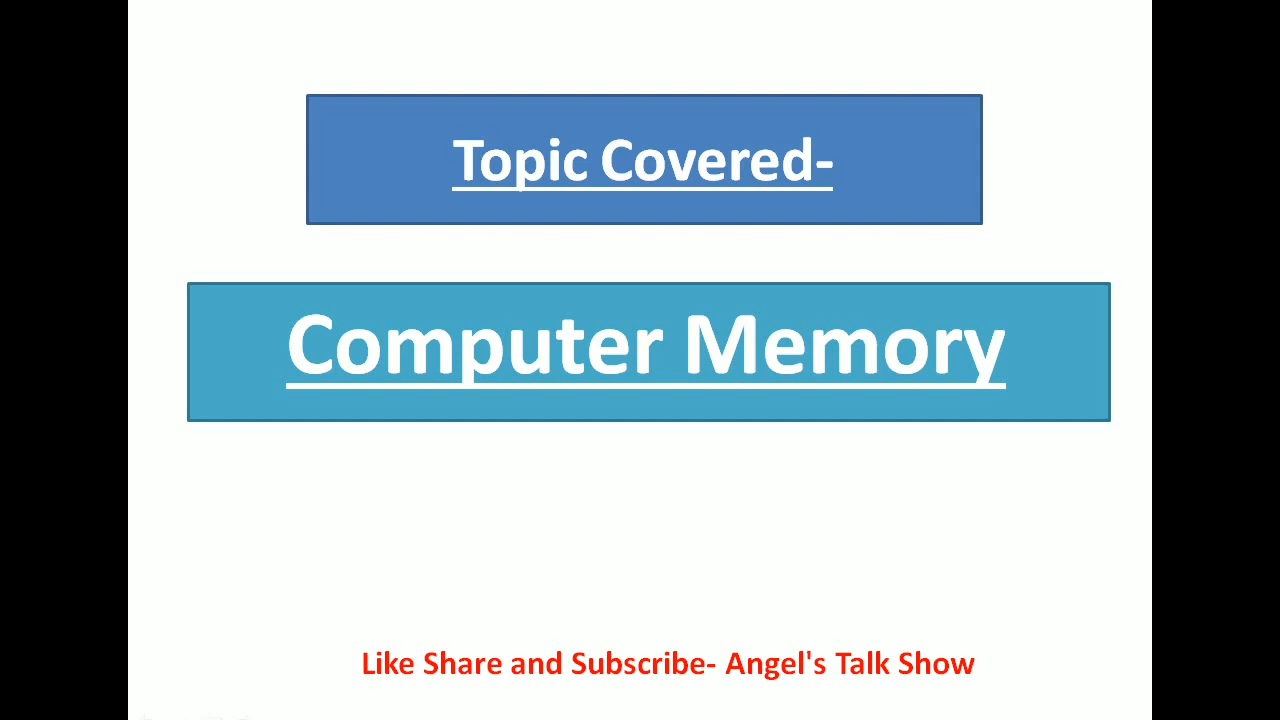 Topic Covered-
Computer Memory
Like Share and Subscribe- Angel's Talk Show